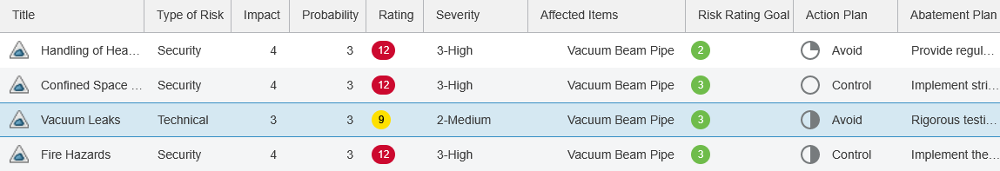 Title Type of Risk Impact Probability Rating Severity Affected Items Risk Rating Goal Action Plan Abatement Plan
Handling of Hea... Security 4 3 12 3-High Vacuum Beam Pipe 2 Avoid Provide regul...
Confined Space ... Security 4 3 12 3-High Vacuum Beam Pipe 3 Control Implement stri...
Vacuum Leaks Technical 3 3 9 2-Medium Vacuum Beam Pipe 3 Avoid Rigorous testi...
Fire Hazards Security 4 3 12 3-High Vacuum Beam Pipe 3 Control Implement the...